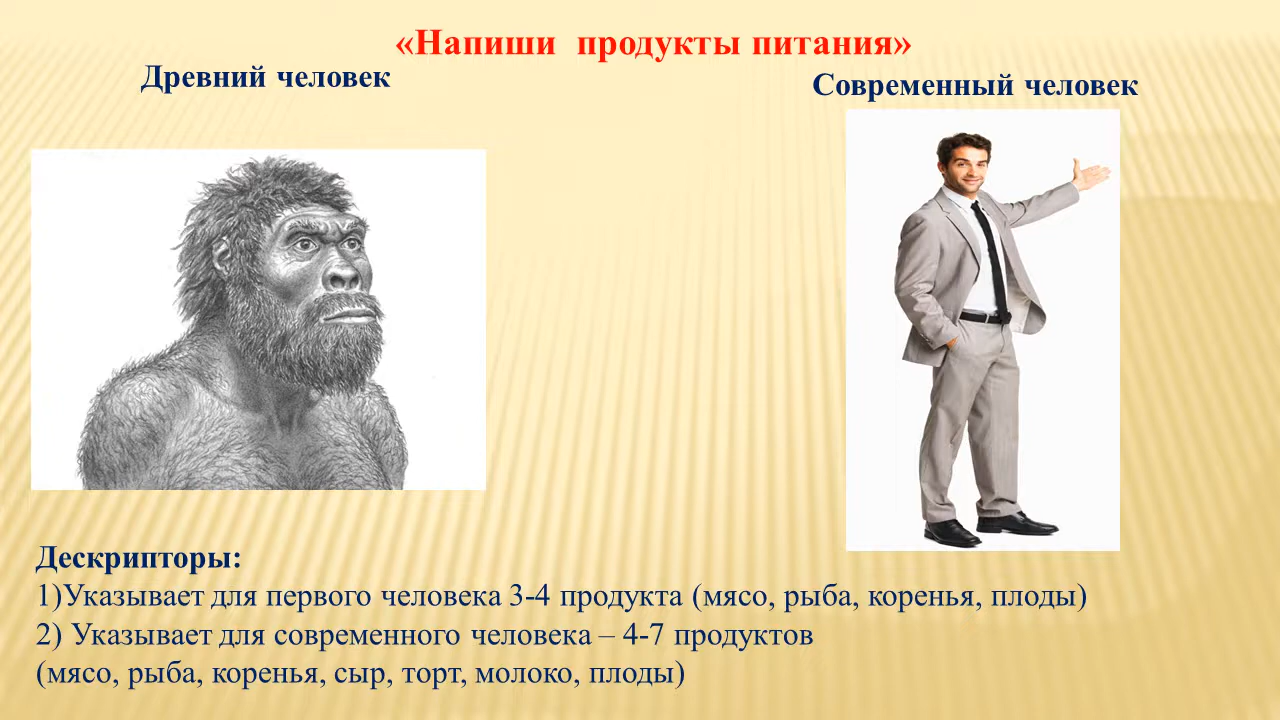 «Напиши  продукты питания»
Древний человек
Современный человек
Дескрипторы:
1)Указывает для первого человека 3-4 продукта (мясо, рыба, коренья, плоды)
2) Указывает для современного человека – 4-7 продуктов
(мясо, рыба, коренья, сыр, торт, молоко, плоды)